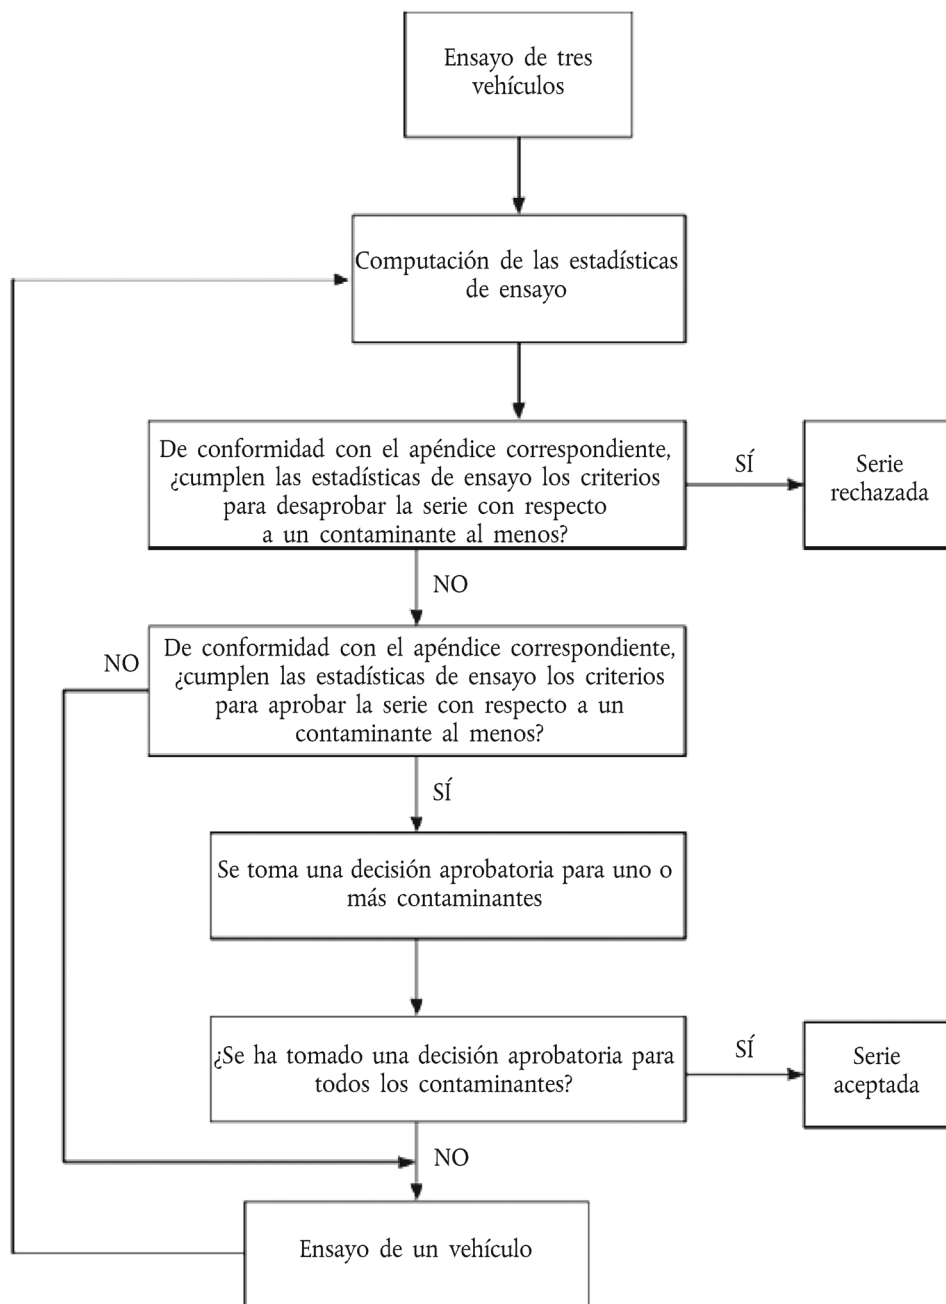 Ensayo de tres
vehículos
Computación de las estadísticas
de ensayo
De conformidad con el apéndice correspondiente,
¿cumplen las estadísticas de ensayo los criterios
para desaprobar la serie con respecto
a un contaminante al menos?
SÍ
Serie
rechazada
NO
De conformidad con el apéndice correspondiente,
¿cumplen las estadísticas de ensayo los criterios
para aprobar la serie con respecto a un
contaminante al menos?
NO
SÍ
Se toma una decisión aprobatoria para uno o
más contaminantes
¿Se ha tomado una decisión aprobatoria para
todos los contaminantes?
SÍ
Serie
aceptada
NO
Ensayo de un vehículo